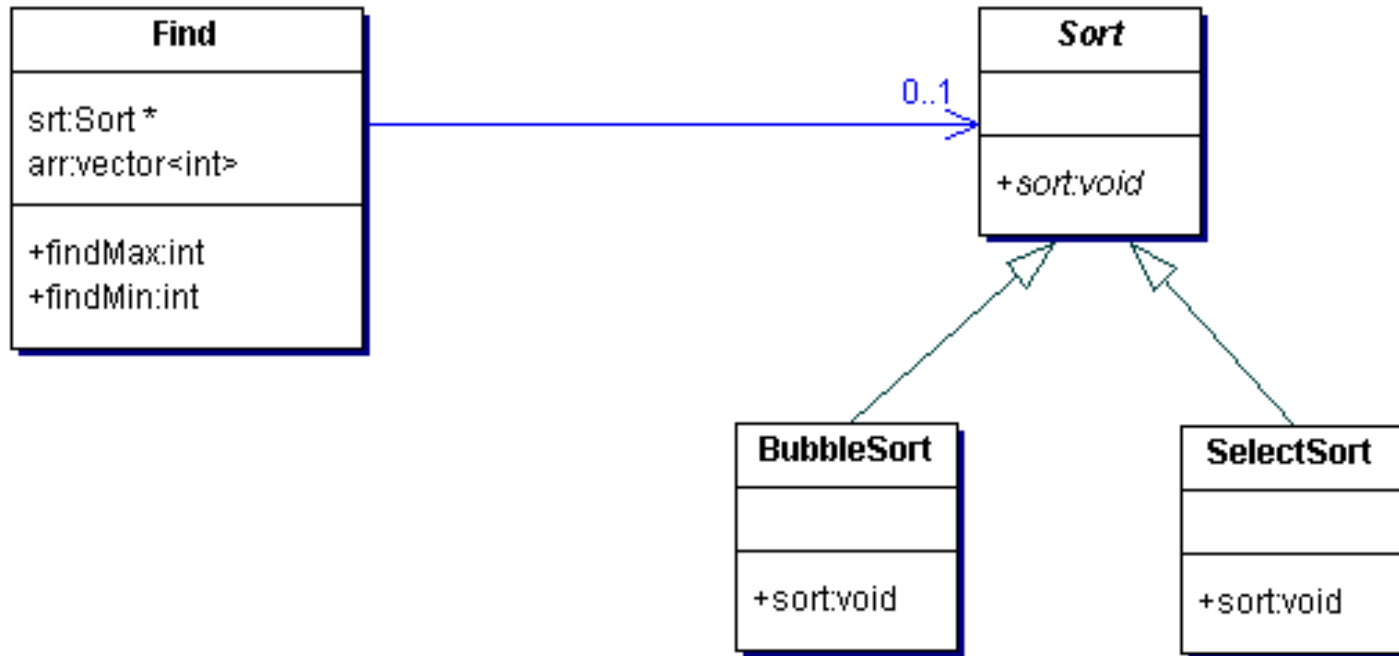 Find
srt:Sort *
arr:vector<int>
+findMax:int
+findMin:int
0..1
Sort
+sort:void
BubbleSort
+sort:void
SelectSort
+sort:void